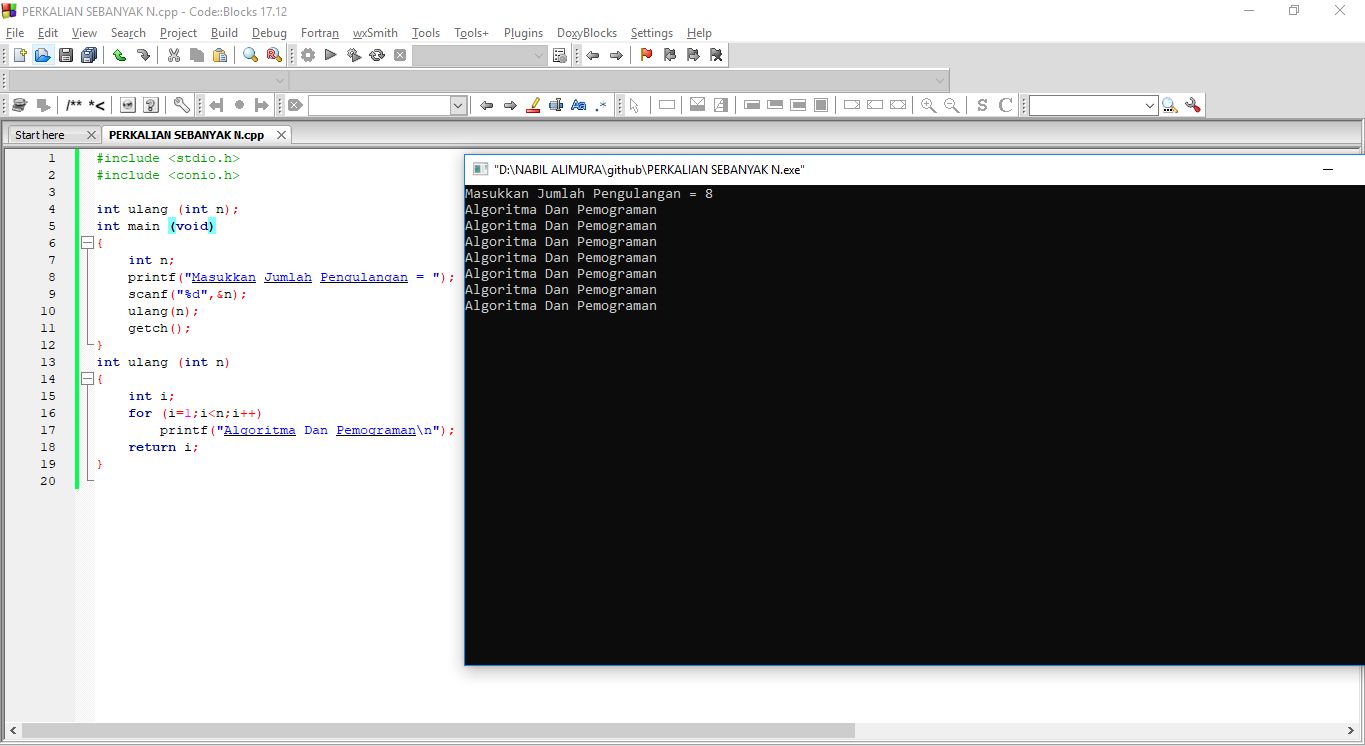 PERKALIAN SEBANYAK N.cpp - Code::Blocks 17.12
File Edit View Search Project Build Debug Fortran wxSmith Tools Tools+ Plugins DoxyBlocks Settings Help
/** *<
Aa .*
S C
Start here PERKALIAN SEBANYAK N.cpp
1 #include <stdio.h>
2 #include <conio.h>
3
4 int ulang (int n);
5 int main (void)
6 {
7 int n;
8 printf("Masukkan Jumlah Pengulangan = ");
9 scanf("%d",&n);
10 ulang(n);
11 getch();
12 }
13 int ulang (int n)
14 {
15 int i;
16 for (i=1;i<n;i++)
17 printf("Algoritma Dan Pemograman\n");
18 return i;
19 }
20
"D:\NABIL ALIMURA\github\PERKALIAN SEBANYAK N.exe"
Masukkan Jumlah Pengulangan = 8
Algoritma Dan Pemograman
Algoritma Dan Pemograman
Algoritma Dan Pemograman
Algoritma Dan Pemograman
Algoritma Dan Pemograman
Algoritma Dan Pemograman
Algoritma Dan Pemograman